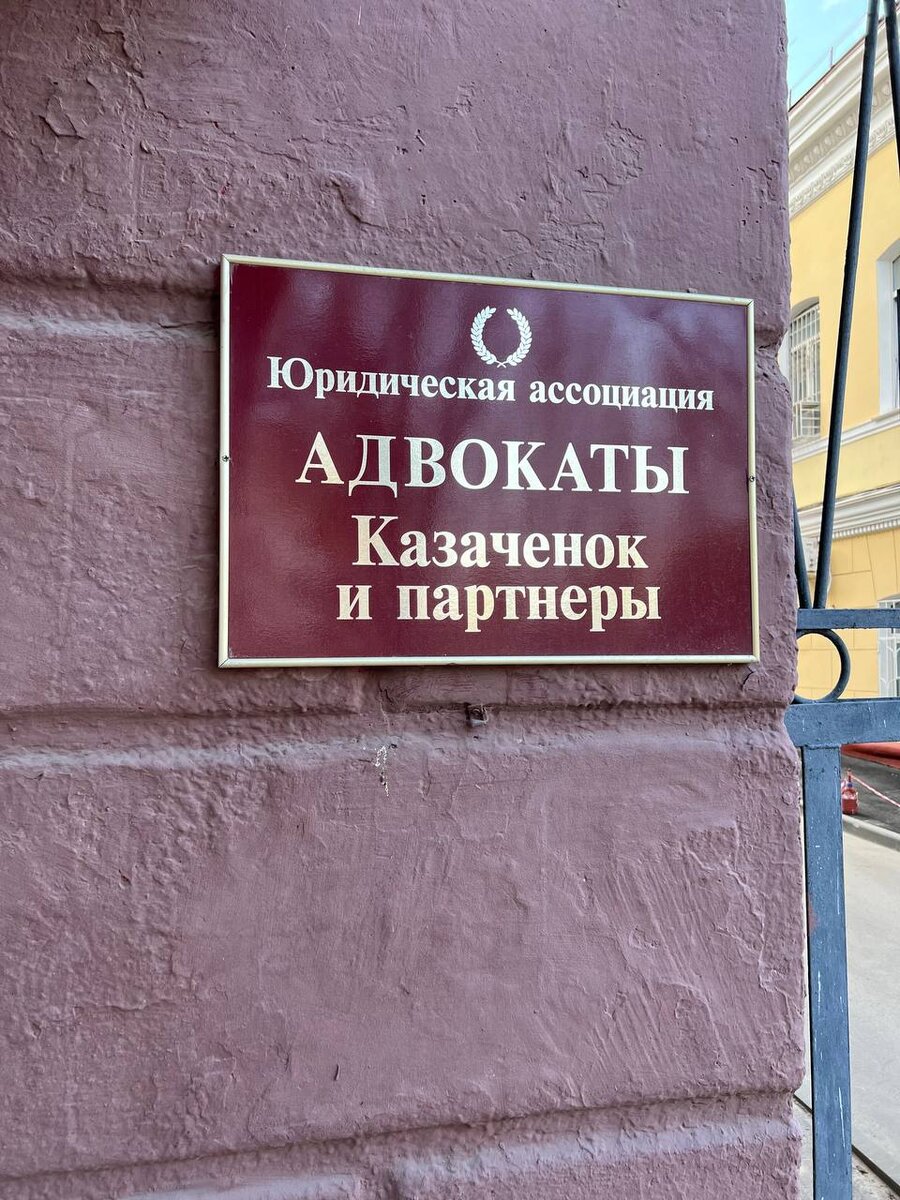 Юридическая ассоциация
АДВОКАТЫ
Казаченок
и партнеры